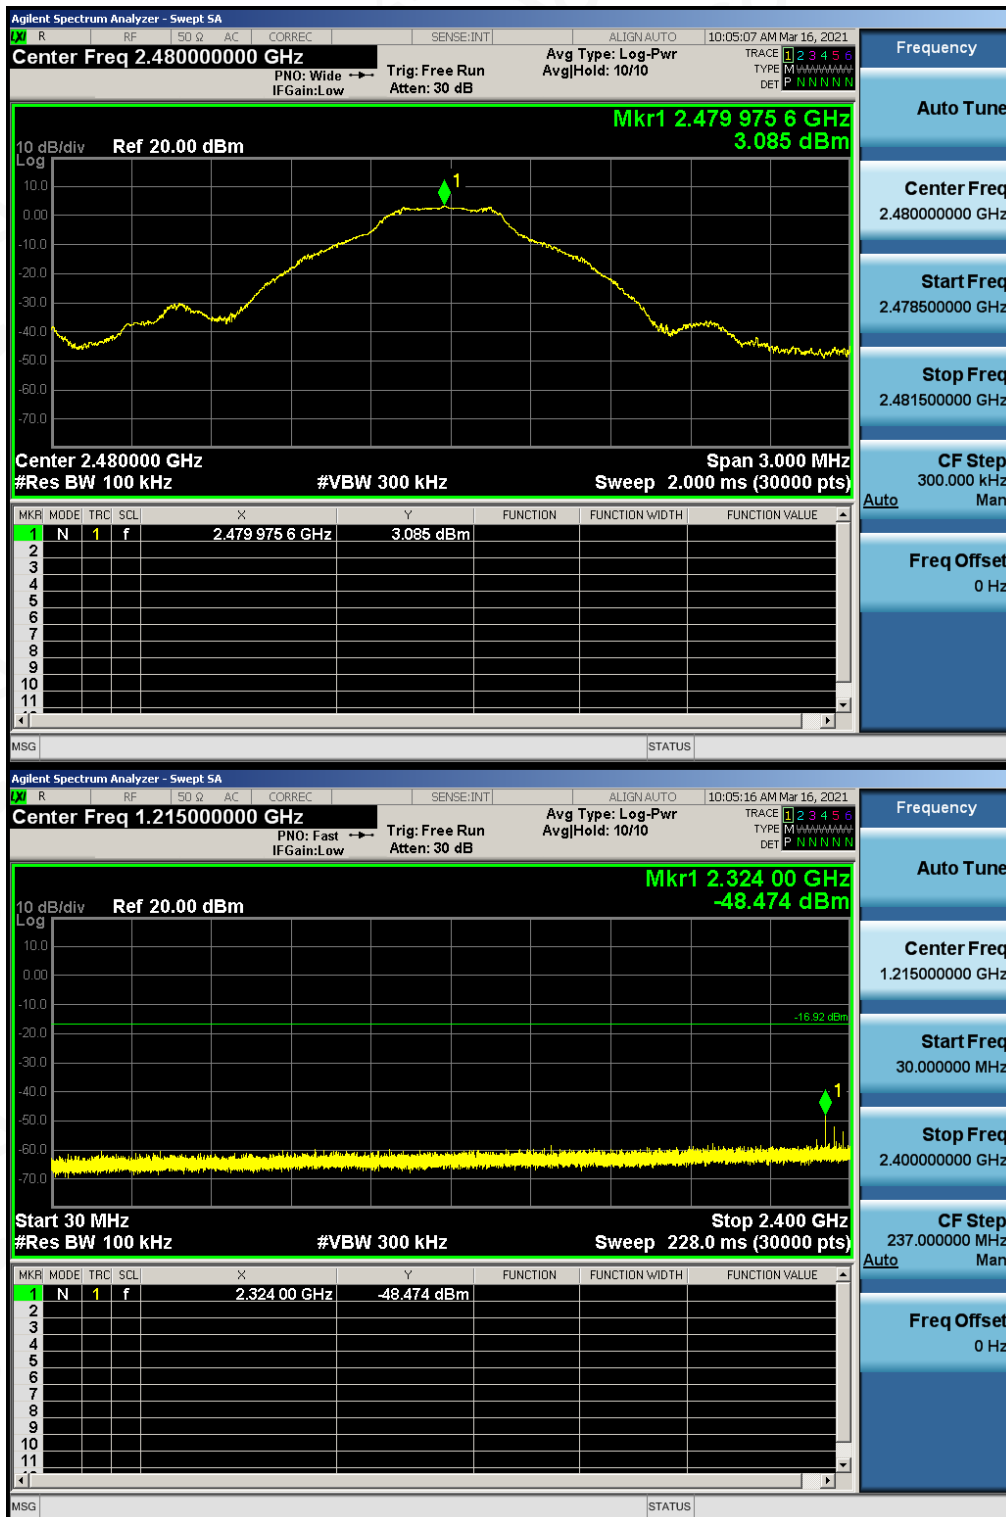 Agilent Spectrum Analyzer - Swept SA
LXI R RF 50 Ω AC CORREC SENSE:INT ALIGN AUTO 10:05:07 AM Mar 16, 2021
Center Freq 2.480000000 GHz
PNO: Wide
IFGain:Low
Trig: Free Run
Atten: 30 dB
Avg Type: Log-Pwr
Avg|Hold: 10/10
TRACE 1 2 3 4 5 6
TYPE M
DET P N N N N N
Mkr1 2.479 975 6 GHz
3.085 dBm
10 dB/div Ref 20.00 dBm
Log
10.0
0.00
-10.0
-20.0
-30.0
-40.0
-50.0
-60.0
-70.0
1
Center 2.480000 GHz Span 3.000 MHz
#Res BW 100 kHz #VBW 300 kHz Sweep 2.000 ms (30000 pts)
MKR MODE TRC SCL X Y FUNCTION FUNCTION WIDTH FUNCTION VALUE
1 N 1 f 2.479 975 6 GHz 3.085 dBm
2
3
4
5
6
7
8
9
10
11
MSG STATUS
Frequency
Auto Tune
Center Freq
2.480000000 GHz
Start Freq
2.478500000 GHz
Stop Freq
2.481500000 GHz
CF Step
300.000 kHz
Auto Man
Freq Offset
0 Hz
Agilent Spectrum Analyzer - Swept SA
LXI R RF 50 Ω AC CORREC SENSE:INT ALIGN AUTO 10:05:16 AM Mar 16, 2021
Center Freq 1.215000000 GHz
PNO: Fast
IFGain:Low
Trig: Free Run
Atten: 30 dB
Avg Type: Log-Pwr
Avg|Hold: 10/10
TRACE 1 2 3 4 5 6
TYPE M
DET P N N N N N
Mkr1 2.324 00 GHz
-48.474 dBm
10 dB/div Ref 20.00 dBm
Log
10.0
0.00
-10.0
-20.0
-30.0
-40.0
-50.0
-60.0
-70.0
-16.92 dBm
1
Start 30 MHz Stop 2.400 GHz
#Res BW 100 kHz #VBW 300 kHz Sweep 228.0 ms (30000 pts)
MKR MODE TRC SCL X Y FUNCTION FUNCTION WIDTH FUNCTION VALUE
1 N 1 f 2.324 00 GHz -48.474 dBm
2
3
4
5
6
7
8
9
10
11
MSG STATUS
Frequency
Auto Tune
Center Freq
1.215000000 GHz
Start Freq
30.000000 MHz
Stop Freq
2.400000000 GHz
CF Step
237.000000 MHz
Auto Man
Freq Offset
0 Hz